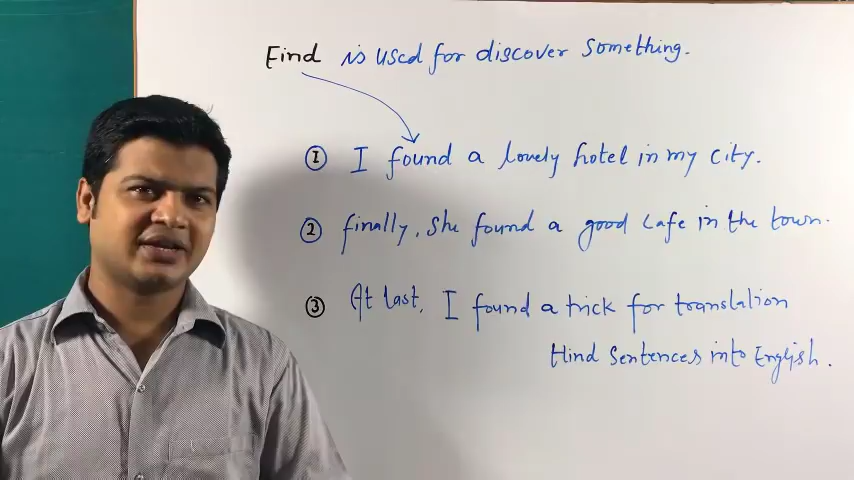 Find is used for discover something.
① I found a lovely hotel in my city.
② finally, she found a good cafe in the town.
③ At last, I found a trick for translation
Hind sentences into English.